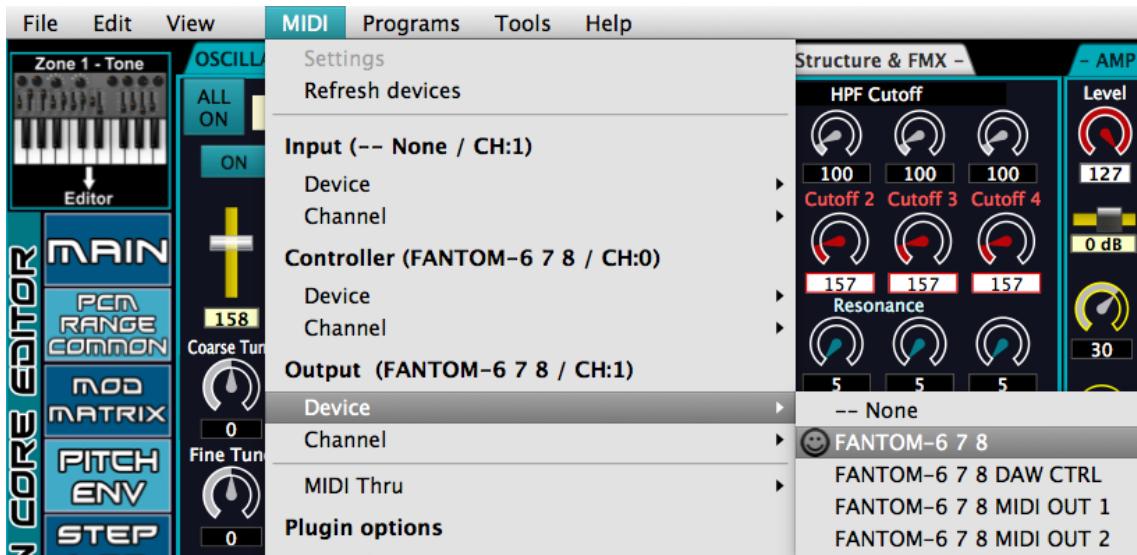 File Edit View MIDI Programs Tools Help
Zone 1 - Tone
Editor
CORE EDITOR
MAIN
PCM
RANGE
COMMON
MOD
MATRIX
PITCH
ENV
STEP
ALL
ON
ON
158
0
Fine
0
Settings
Refresh devices
Input (-- None / CH:1)
Device
Channel
Controller (FANTOM-6 7 8 / CH:0)
Device
Channel
Output (FANTOM-6 7 8 / CH:1)
Device
Channel
MIDI Thru
Plugin options
-- None
FANTOM-6 7 8
FANTOM-6 7 8 DAW CTRL
FANTOM-6 7 8 MIDI OUT 1
FANTOM-6 7 8 MIDI OUT 2
Structure & FMX -
HPF Cutoff
100 100 100
Cutoff 2 Cutoff 3 Cutoff 4
157 157 157
Resonance
5 5 5
- AMP
Level
127
0 dB
30